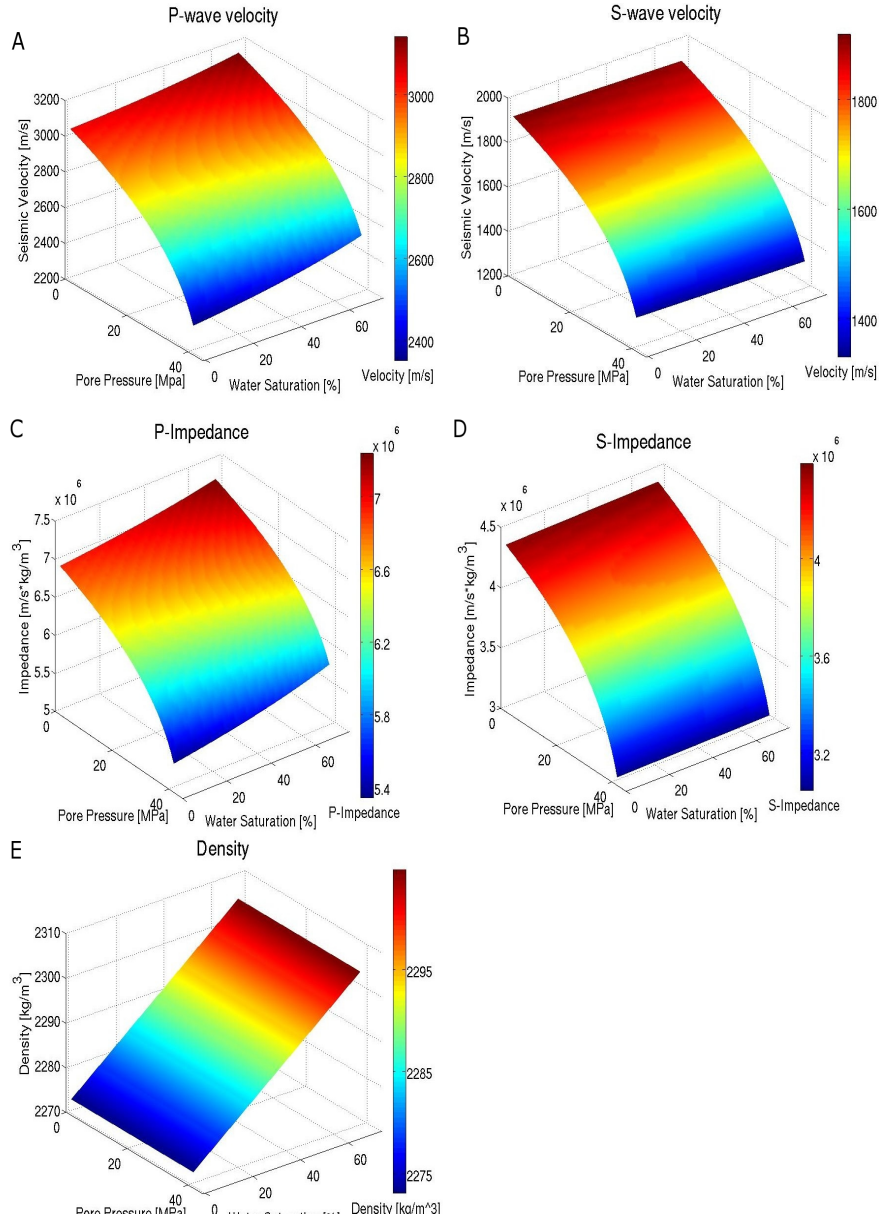 P-wave velocity
A
Seismic Velocity [m/s]
3200
3000
2800
2600
2400
2200
0
20
40
Pore Pressure [Mpa]
0
20
40
60
Water Saturation [%]
3000
2800
2600
2400
Velocity [m/s]
S-wave velocity
B
Seismic Velocity [m/s]
2000
1800
1600
1400
1200
0
20
40
Pore Pressure [MPa]
0
20
40
60
Water Saturation [%]
1800
1600
1400
Velocity [m/s]
C
P-Impedance
x 10^6
Impedance [m/s*kg/m^3]
7.5
7
6.5
6
5.5
5
0
20
40
Pore Pressure [MPa]
0
20
40
60
Water Saturation [%]
x 10^6
7
6.6
6.2
5.8
5.4
P-Impedance
D
S-Impedance
x 10^6
Impedance [m/s*kg/m^3]
4.5
4
3.5
3
0
20
40
Pore Pressure [MPa]
0
20
40
60
Water Saturation [%]
x 10^6
4
3.6
3.2
S-Impedance
E
Density
Density [kg/m^3]
2310
2300
2290
2280
2270
0
20
40
Pore Pressure [MPa]
0
20
40
60
Water Saturation [%]
2295
2285
2275
Density [kg/m^3]